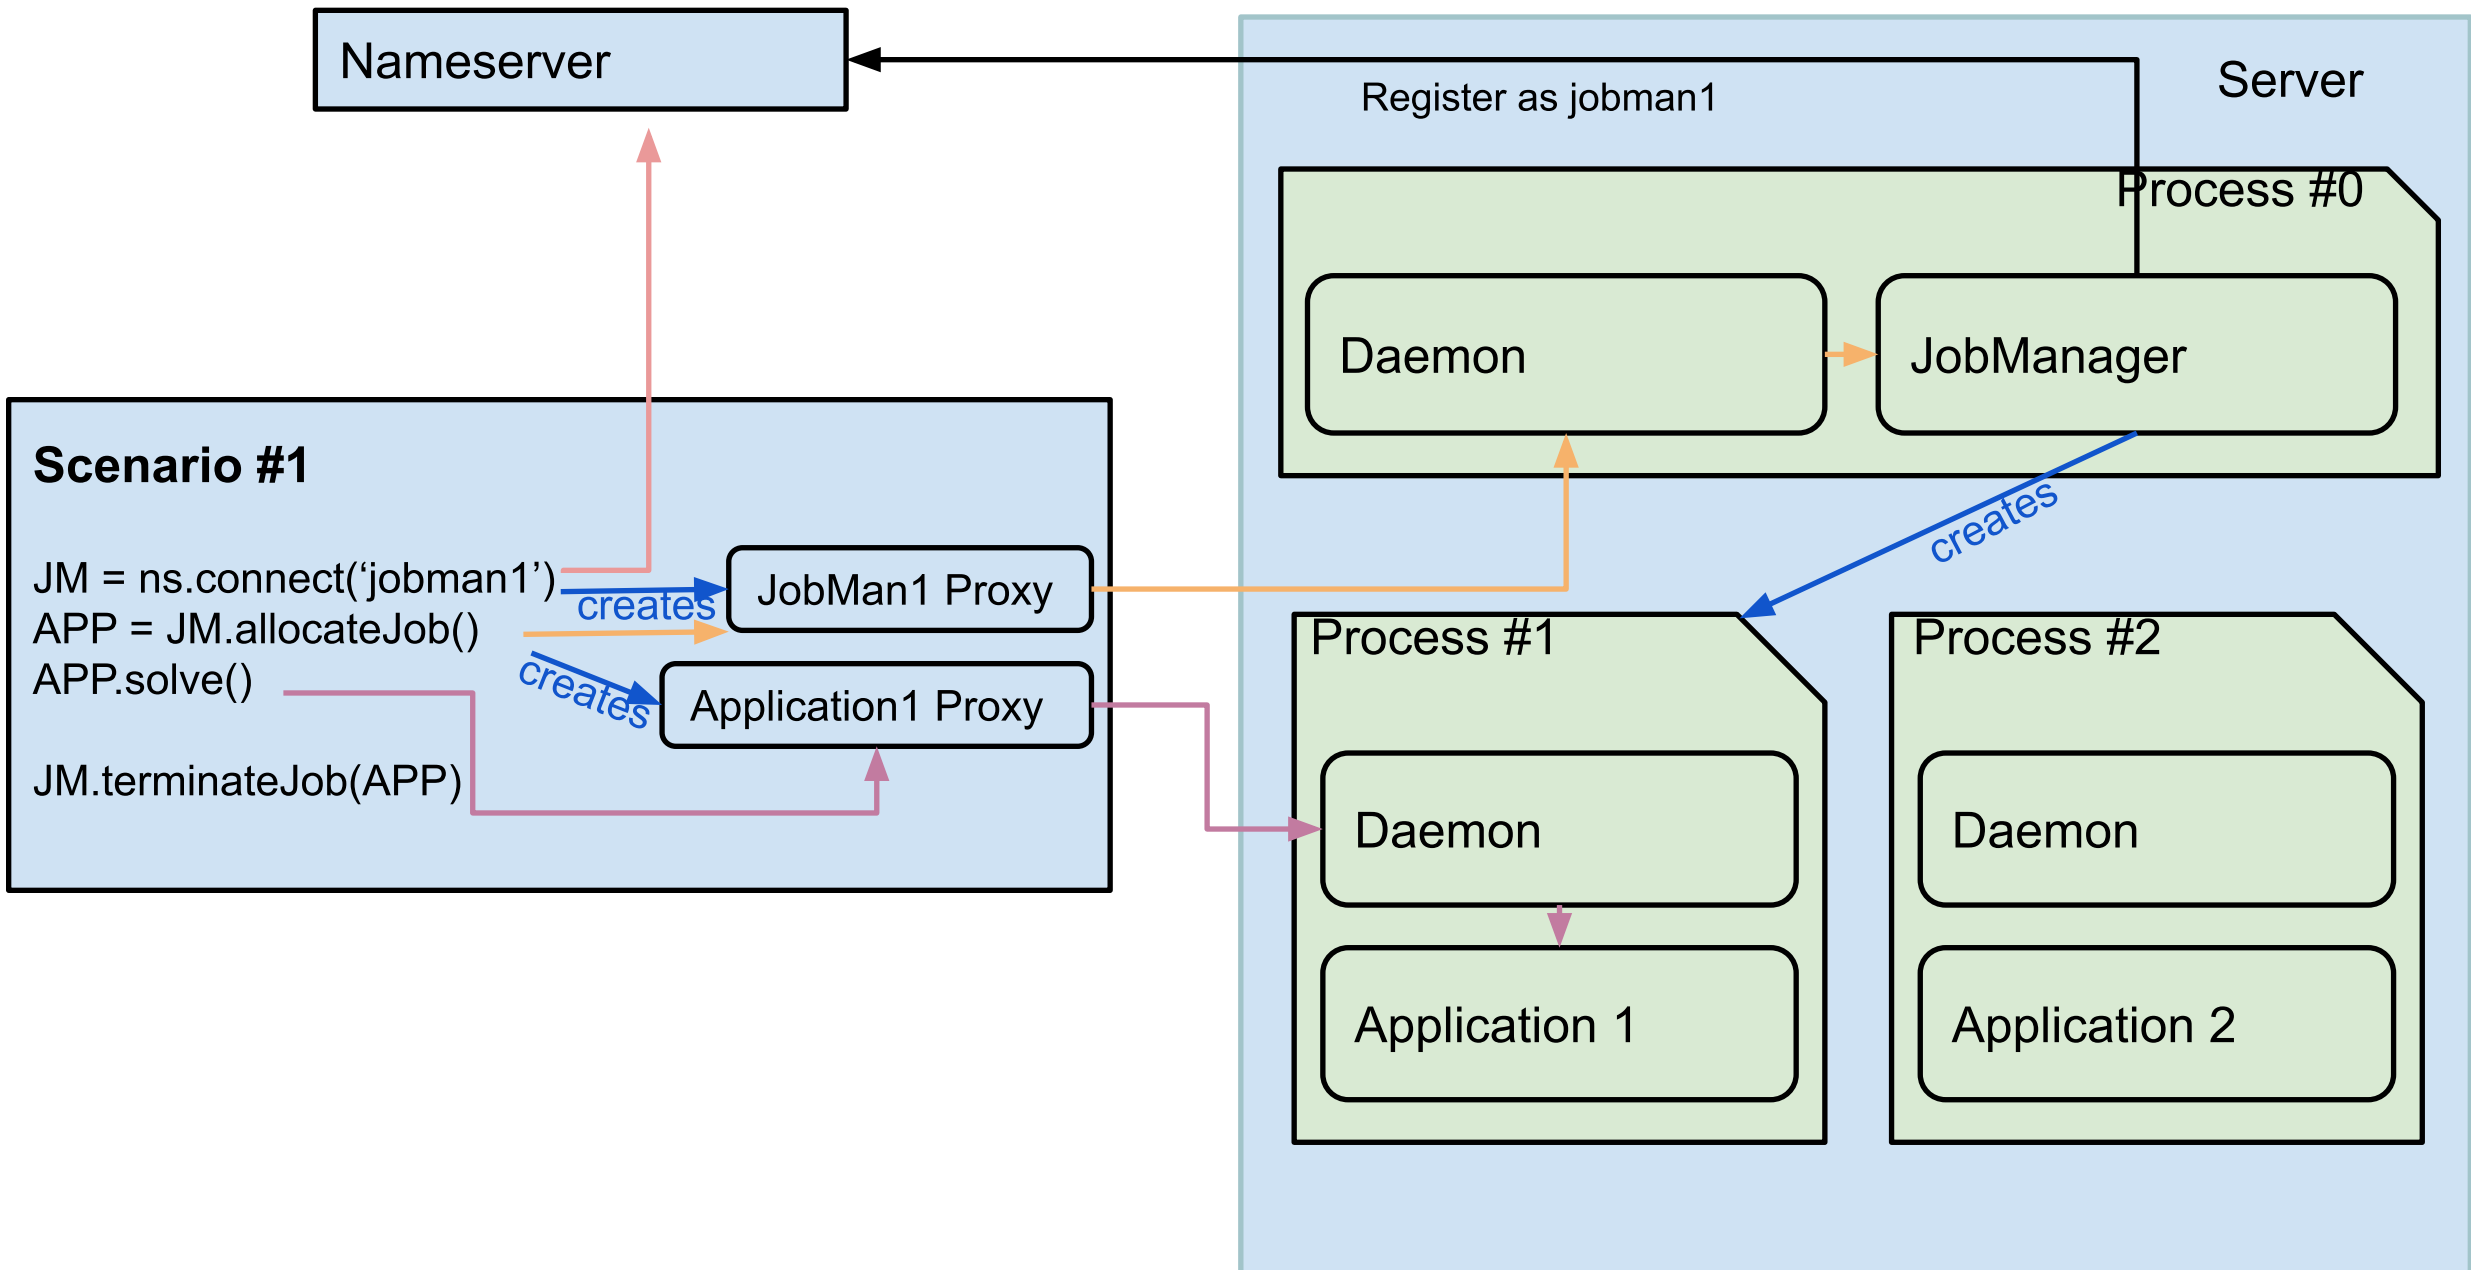 Nameserver
Server
Register as jobman1
Process #0
Daemon
JobManager
creates
Scenario #1
JM = ns.connect(‘jobman1’)
APP = JM.allocateJob()
APP.solve()
JM.terminateJob(APP)
creates
creates
JobMan1 Proxy
Application1 Proxy
Process #1
Daemon
Application 1
Process #2
Daemon
Application 2